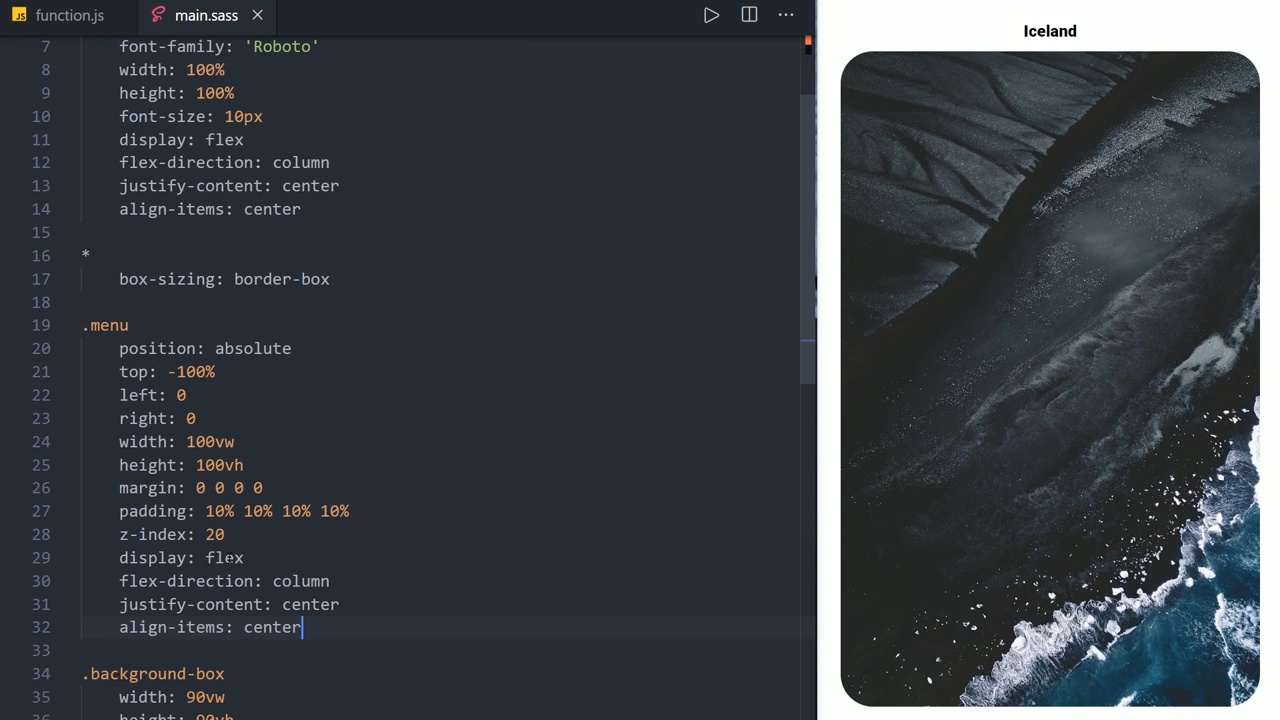 JS function.js
main.sass
Iceland
7 font-family: 'Roboto'
8 width: 100%
9 height: 100%
10 font-size: 10px
11 display: flex
12 flex-direction: column
13 justify-content: center
14 align-items: center
15
16 *
17 box-sizing: border-box
18
19 .menu
20 position: absolute
21 top: -100%
22 left: 0
23 right: 0
24 width: 100vw
25 height: 100vh
26 margin: 0 0 0 0
27 padding: 10% 10% 10% 10%
28 z-index: 20
29 display: flex
30 flex-direction: column
31 justify-content: center
32 align-items: center
33
34 .background-box
35 width: 90vw
36 height: 90vh